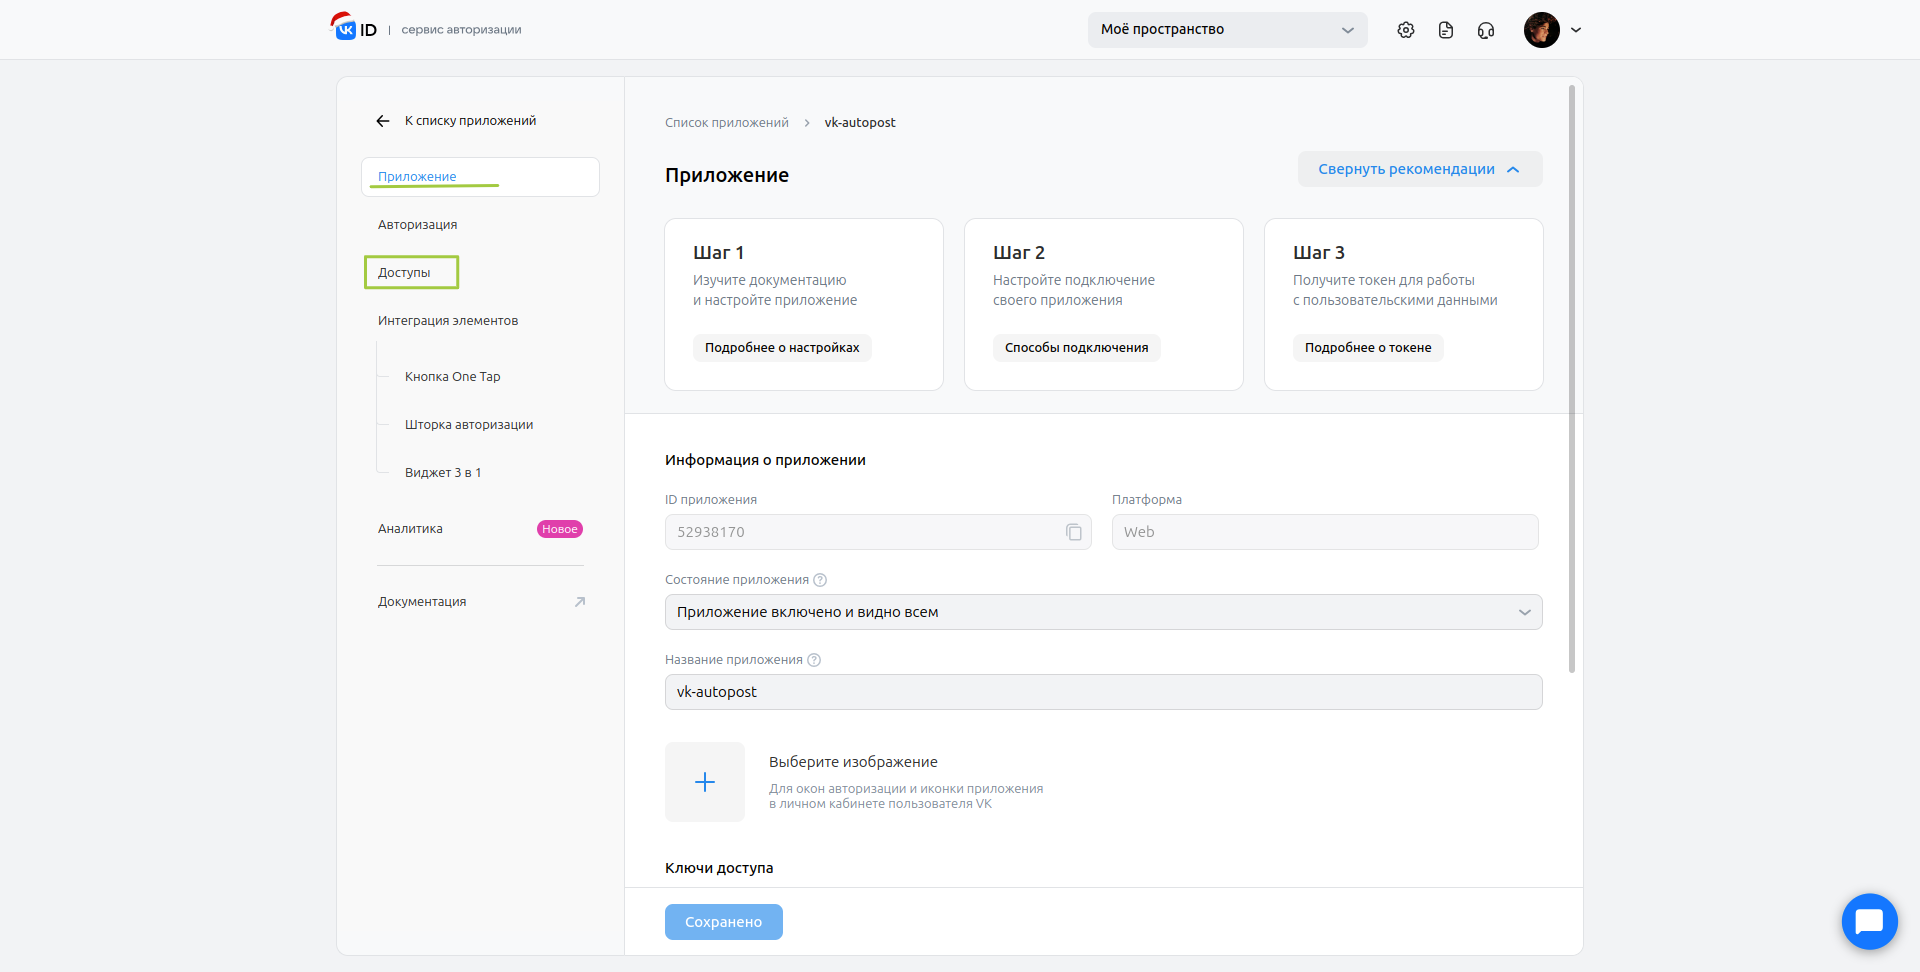 VK ID | сервис авторизации
Моё пространство
К списку приложений
Приложение
Авторизация
Доступы
Интеграция элементов
Кнопка One Tap
Шторка авторизации
Виджет 3 в 1
Аналитика
Новое
Документация
Список приложений > vk-autopost
Приложение
Свернуть рекомендации
Шаг 1
Изучите документацию
и настройте приложение
Подробнее о настройках
Шаг 2
Настройте подключение
своего приложения
Способы подключения
Шаг 3
Получите токен для работы
с пользовательскими данными
Подробнее о токене
Информация о приложении
ID приложения
52938170
Платформа
Web
Состояние приложения ?
Приложение включено и видно всем
Название приложения ?
vk-autopost
Выберите изображение
Для окон авторизации и иконки приложения
в личном кабинете пользователя VK
Ключи доступа
Сохранено